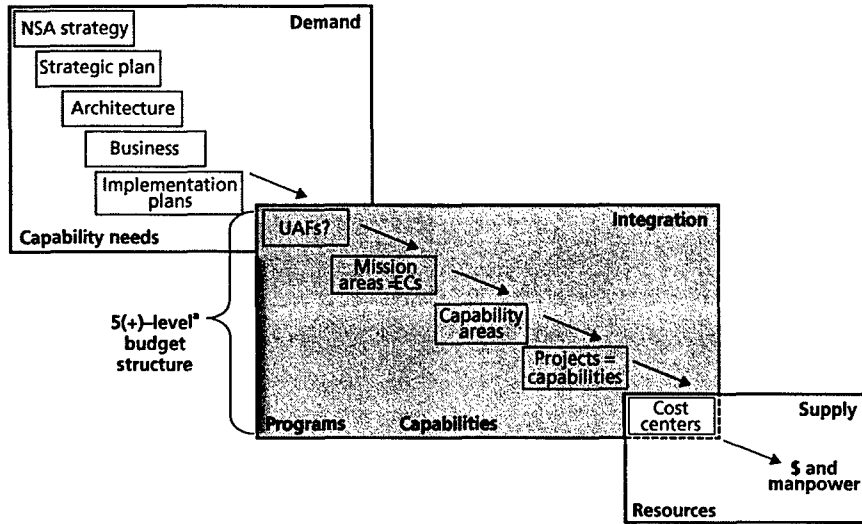 NSA strategy
Demand
Strategic plan
Architecture
Business
Implementation
plans
Capability needs
UAFs?
Integration
Mission
areas =ECs
Capability
areas
Projects =
capabilities
5(+)–levelª
budget
structure
Programs
Capabilities
Cost
centers
Supply
$ and
manpower
Resources